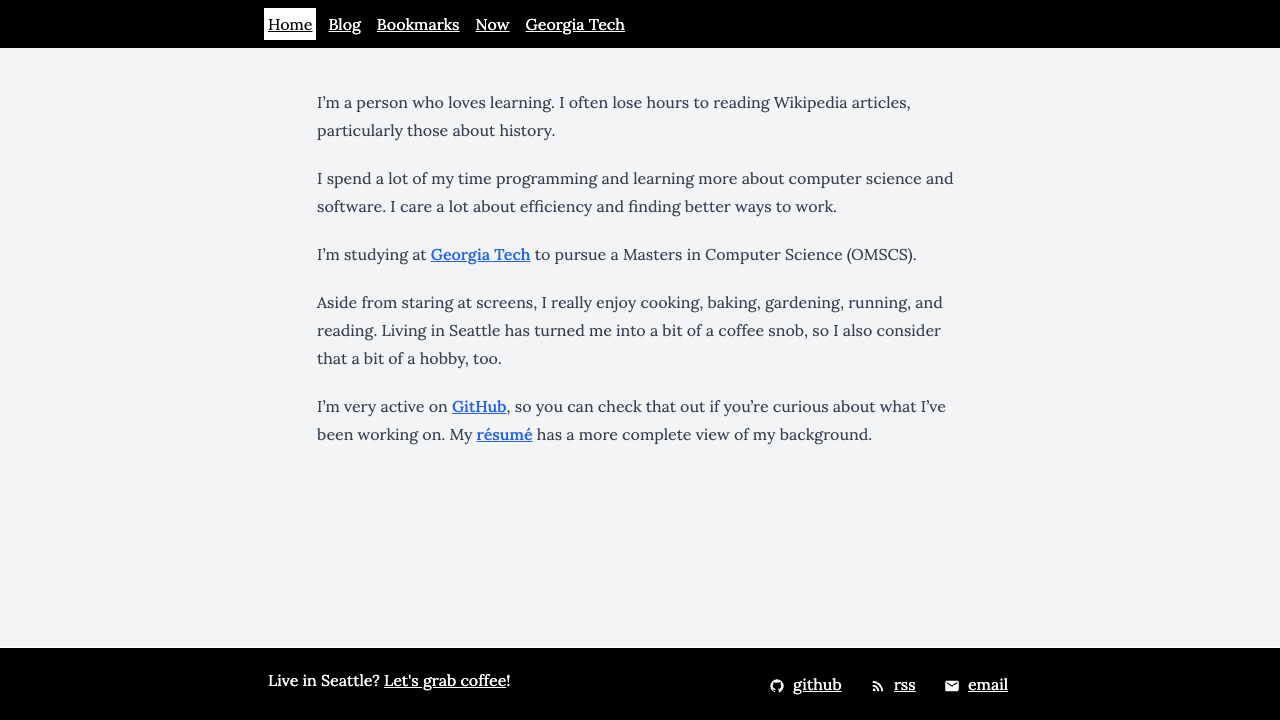 Home Blog Bookmarks Now Georgia Tech
I’m a person who loves learning. I often lose hours to reading Wikipedia articles,
particularly those about history.
I spend a lot of my time programming and learning more about computer science and
software. I care a lot about efficiency and finding better ways to work.
I’m studying at Georgia Tech to pursue a Masters in Computer Science (OMSCS).
Aside from staring at screens, I really enjoy cooking, baking, gardening, running, and
reading. Living in Seattle has turned me into a bit of a coffee snob, so I also consider
that a bit of a hobby, too.
I’m very active on GitHub, so you can check that out if you’re curious about what I’ve
been working on. My résumé has a more complete view of my background.
Live in Seattle? Let's grab coffee!
github rss email